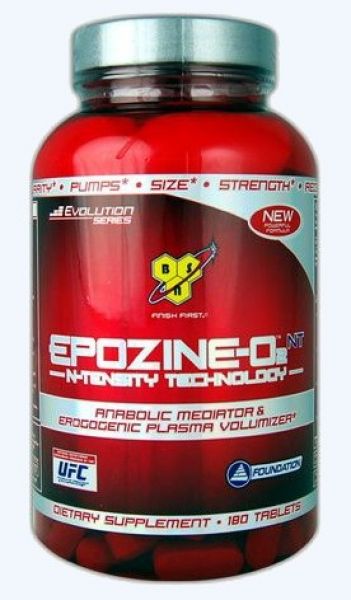 ARITY* • PUMPS* • SIZE* • STRENGTH* • REC
EVOLUTION
SERIES
NEW
POWERFUL
FORMULA
BSN
FINISH FIRST.
EPOZINE-O₂ NT
N-TENSITY TECHNOLOGY
ANABOLIC MEDIATOR &
ERGOGENIC PLASMA VOLUMIZER*
UFC
FOUNDATION
DIETARY SUPPLEMENT • 180 TABLETS